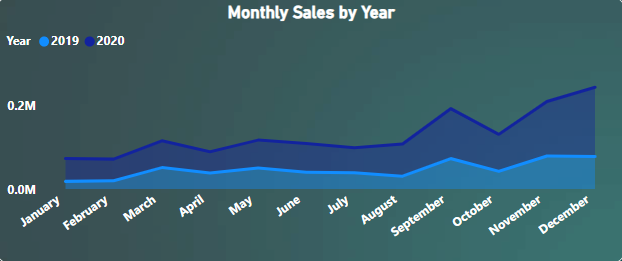 Monthly Sales by Year
Year 2019 2020
0.2M
0.0M
January February March April May June July August September October November December